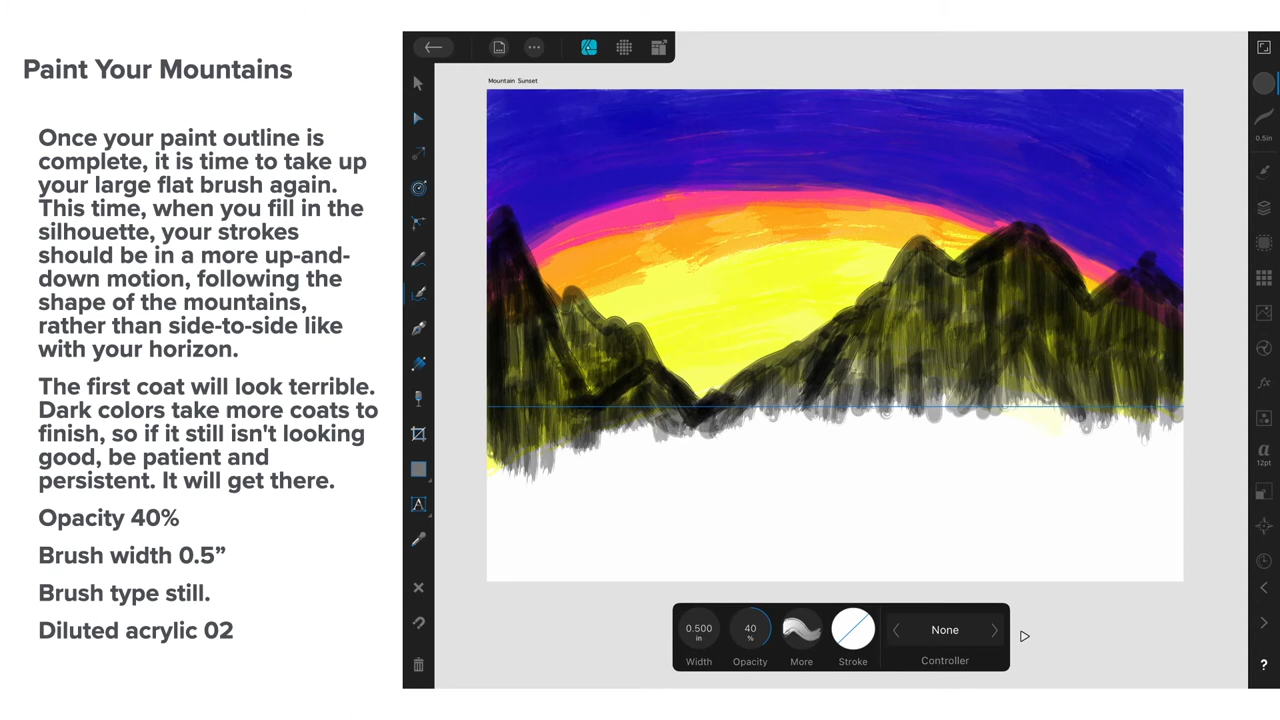 Paint Your Mountains
Once your paint outline is
complete, it is time to take up
your large flat brush again.
This time, when you fill in the
silhouette, your strokes
should be in a more up-and-
down motion, following the
shape of the mountains,
rather than side-to-side like
with your horizon.
The first coat will look terrible.
Dark colors take more coats to
finish, so if it still isn't looking
good, be patient and
persistent. It will get there.
Opacity 40%
Brush width 0.5”
Brush type still.
Diluted acrylic 02
Mountain Sunset
0.5in
fx
a
12pt
A
?
0.500
in
Width
40
%
Opacity
More
Stroke
None
Controller